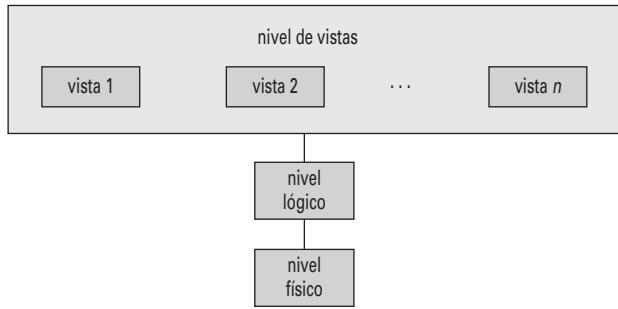 nivel de vistas
vista 1 vista 2 ... vista n
nivel
lógico
nivel
físico